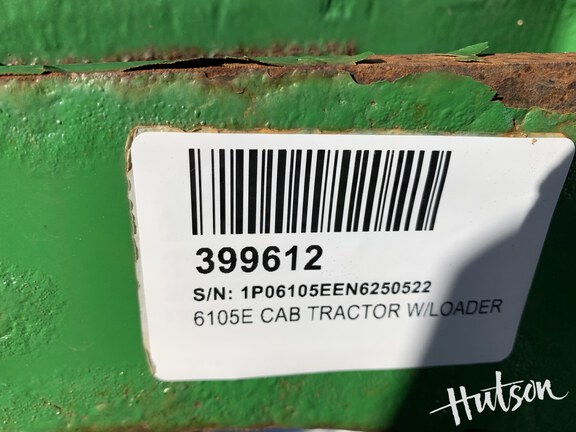 399612
S/N: 1P06105EEN6250522
6105E CAB TRACTOR W/LOADER
Hutson